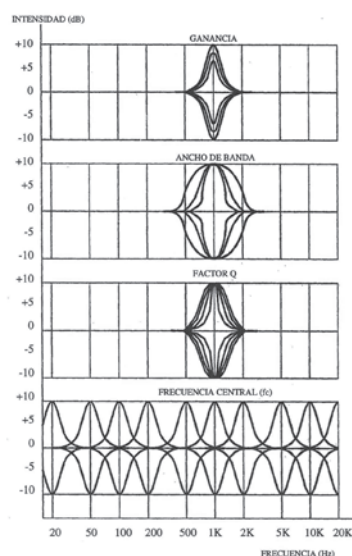 INTENSIDAD (dB)
GANANCIA
+10
+5
0
-5
-10
ANCHO DE BANDA
+10
+5
0
-5
-10
FACTOR Q
+10
+5
0
-5
-10
FRECUENCIA CENTRAL (fc)
+10
+5
0
-5
-10
20 50 100 200 500 1K 2K 5K 10K 20K
FRECUENCIA (Hz)